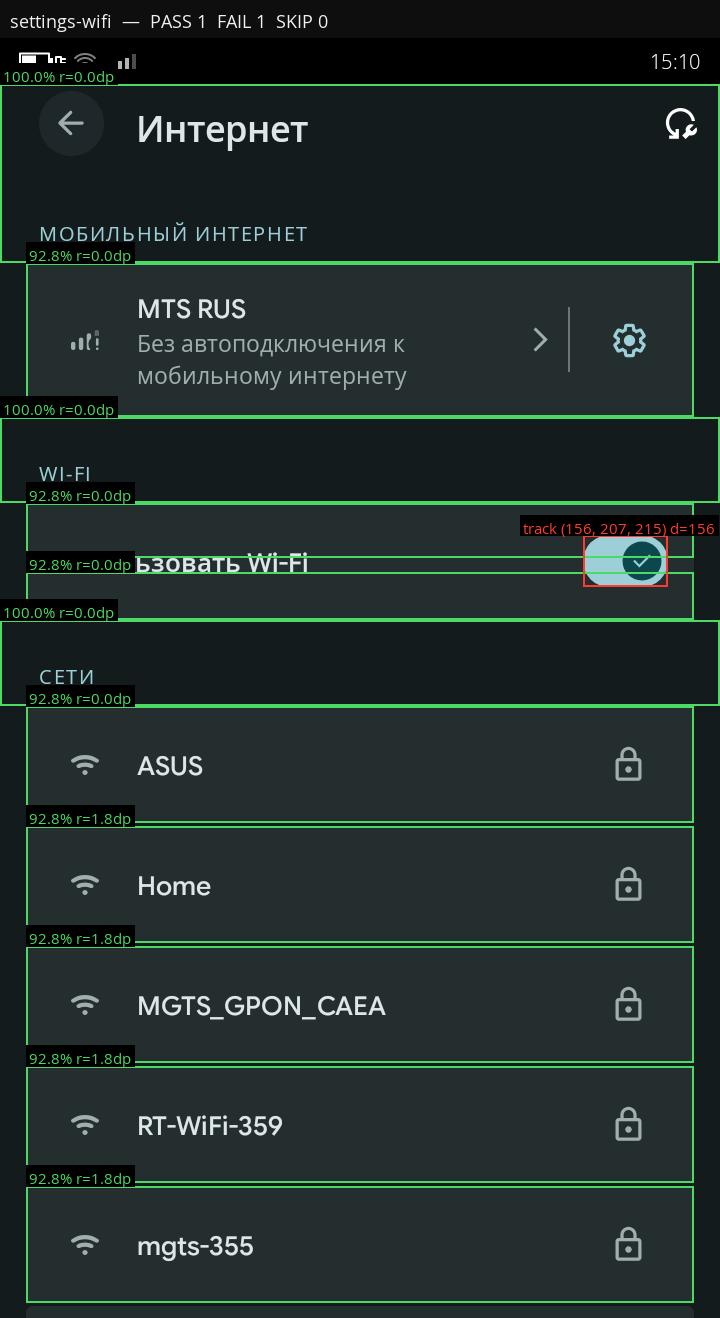 settings-wifi — PASS 1 FAIL 1 SKIP 0
15:10
100.0% r=0.0dp
Интернет
МОБИЛЬНЫЙ ИНТЕРНЕТ
92.8% r=0.0dp
MTS RUS
Без автоподключения к
мобильному интернету
100.0% r=0.0dp
WI-FI
92.8% r=0.0dp
track (156, 207, 215) d=156
92.8% r=0.0dp
Wi-Fi
100.0% r=0.0dp
СЕТИ
92.8% r=0.0dp
ASUS
92.8% r=1.8dp
Home
92.8% r=1.8dp
MGTS_GPON_CAEA
92.8% r=1.8dp
RT-WiFi-359
92.8% r=1.8dp
mgts-355